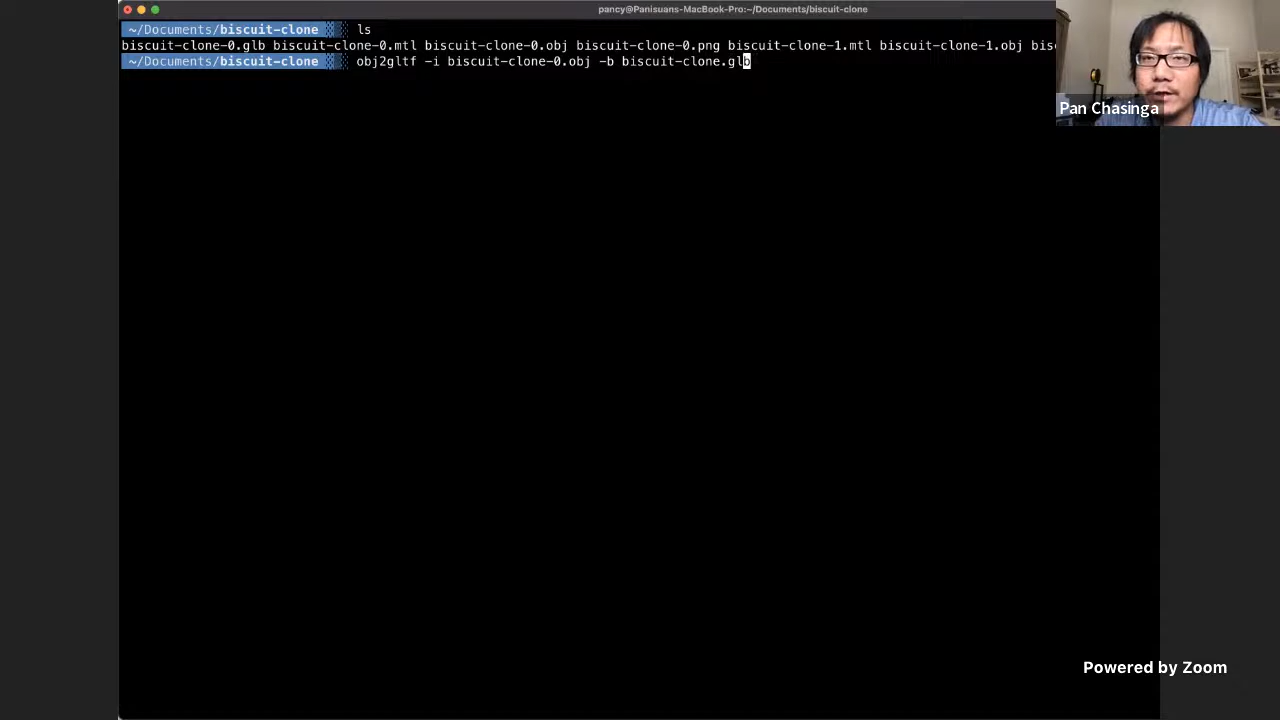 pancy@Panisuans-MacBook-Pro:~/Documents/biscuit-clone
~/Documents/biscuit-clone ls
biscuit-clone-0.glb biscuit-clone-0.mtl biscuit-clone-0.obj biscuit-clone-0.png biscuit-clone-1.mtl biscuit-clone-1.obj bisc
~/Documents/biscuit-clone obj2gltf -i biscuit-clone-0.obj -b biscuit-clone.glb
Pan Chasinga
Powered by Zoom